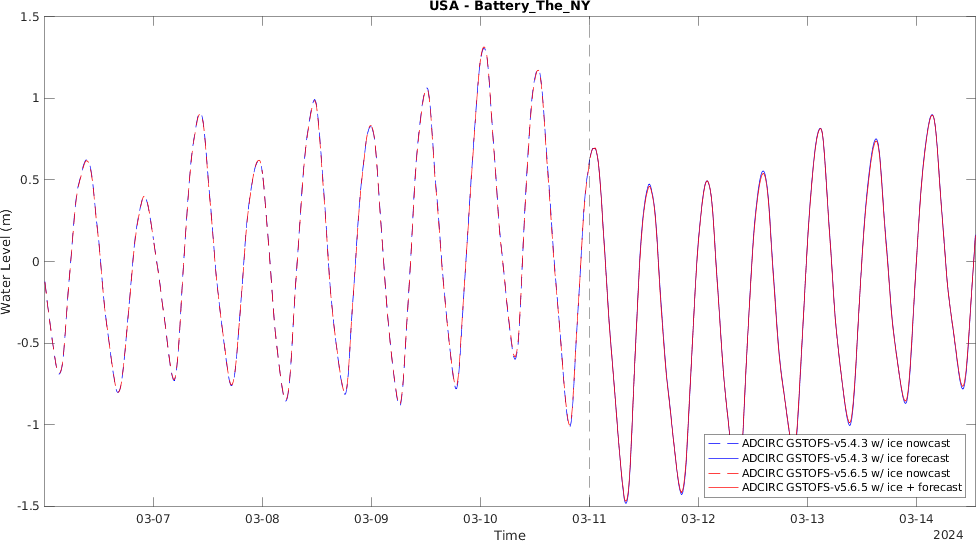 USA - Battery_The_NY
1.5
1
0.5
0
-0.5
-1
-1.5
Water Level (m)
03-07
03-08
03-09
03-10
03-11
03-12
03-13
03-14
Time
2024
ADCIRC GSTOFS-v5.4.3 w/ ice nowcast
ADCIRC GSTOFS-v5.4.3 w/ ice forecast
ADCIRC GSTOFS-v5.6.5 w/ ice nowcast
ADCIRC GSTOFS-v5.6.5 w/ ice + forecast